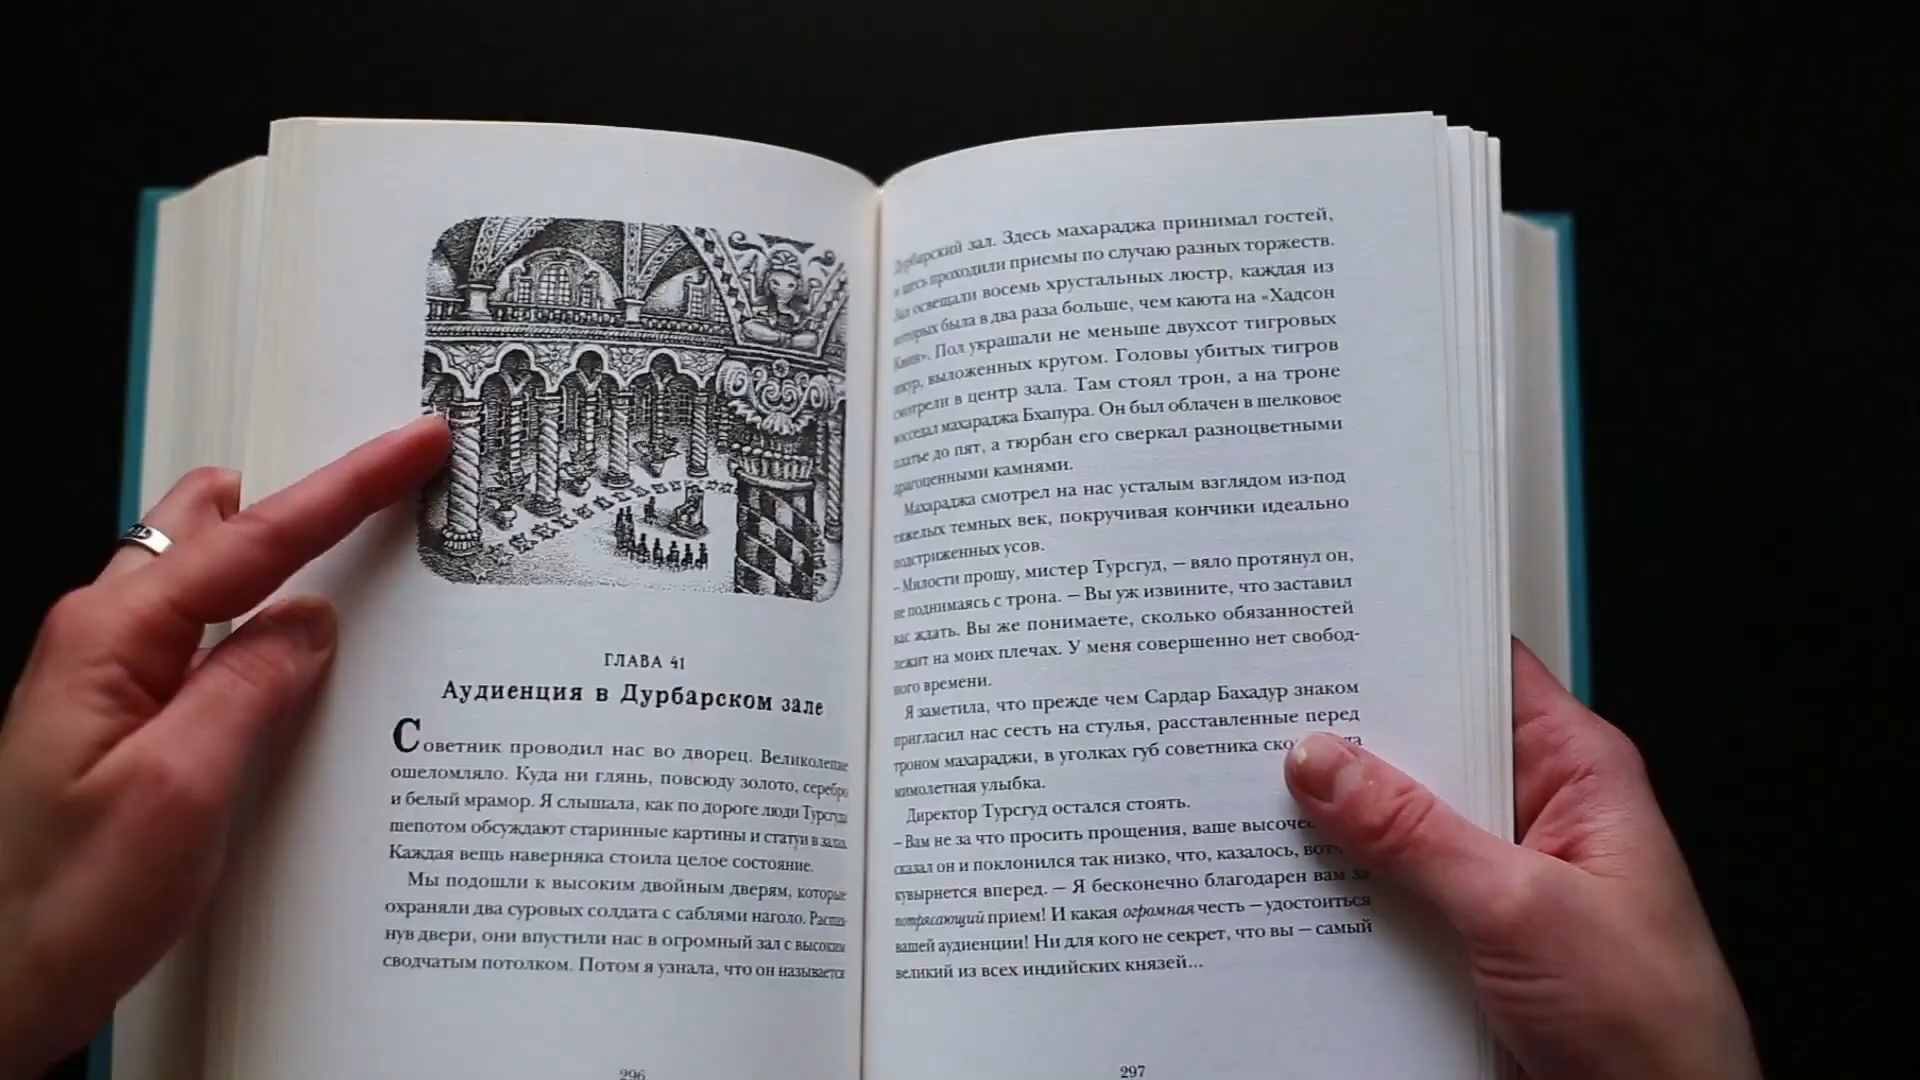 ГЛАВА 41
Аудиенция в Дурбарском зале
Советник проводил нас во дворец. Великолепие
ошеломляло. Куда ни глянь, повсюду золото, серебро
и белый мрамор. Я слышала, как по дороге люди Турсгуда
шепотом обсуждают старинные картины и статуи в залах.
Каждая вещь наверняка стоила целое состояние.
Мы подошли к высоким двойным дверям, которые
охраняли два суровых солдата с саблями наголо. Распах-
нув двери, они впустили нас в огромный зал с высоким
сводчатым потолком. Потом я узнала, что он называется
296
Дурбарский зал. Здесь махараджа принимал гостей,
и здесь проходили приемы по случаю разных торжеств.
Зал освещали восемь хрустальных люстр, каждая из
которых была в два раза больше, чем каюта на «Хадсон
Квин». Пол украшали не меньше двухсот тигровых
шкур, выложенных кругом. Головы убитых тигров
смотрели в центр зала. Там стоял трон, а на троне
восседал махараджа Бхапура. Он был облачен в шелковое
платье до пят, а тюрбан его сверкал разноцветными
драгоценными камнями.
Махараджа смотрел на нас усталым взглядом из-под
тяжелых темных век, покручивая кончики идеально
подстриженных усов.
– Милости прошу, мистер Турсгуд, – вяло протянул он,
не поднимаясь с трона. – Вы уж извините, что заставил
вас ждать. Вы же понимаете, сколько обязанностей
лежит на моих плечах. У меня совершенно нет свобод-
ного времени.
Я заметила, что прежде чем Сардар Бахадур знаком
пригласил нас сесть на стулья, расставленные перед
троном махараджи, в уголках губ советника
мимолетная улыбка.
Директор Турсгуд остался стоять.
– Вам не за что просить прощения, ваше
сказал он и поклонился так низко, что, казалось,
кувырнется вперед. – Я бесконечно благодарен вам за
потрясающий прием! И какая огромная честь – удостоиться
вашей аудиенции! Ни для кого не секрет, что вы – самый
великий из всех индийских князей...
297